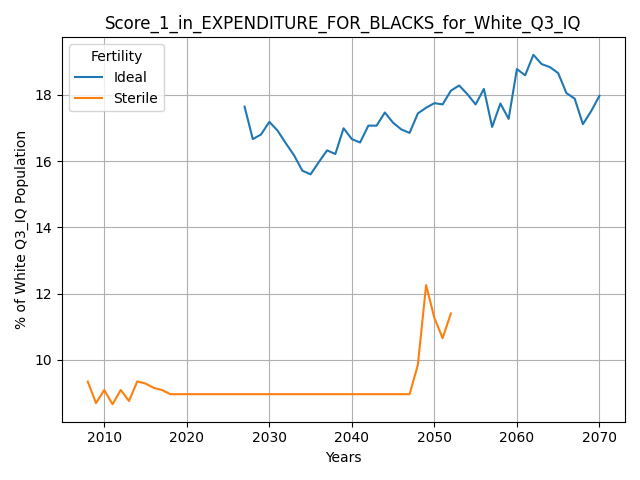 Score_1_in_EXPENDITURE_FOR_BLACKS_for_White_Q3_IQ
Fertility
Ideal
Sterile
% of White Q3_IQ Population
18
16
14
12
10
2010 2020 2030 2040 2050 2060 2070
Years